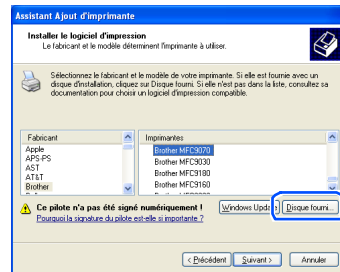 Assistant Ajout d'imprimante
Installer le logiciel d'impression
Le fabricant et le modèle déterminent l'imprimante à utiliser.
Sélectionnez le fabricant et le modèle de votre imprimante. Si elle est fournie avec un
disque d'installation, cliquez sur Disque fourni. Si elle n'est pas dans la liste, consultez sa
documentation pour choisir un logiciel d'impression compatible.
Fabricant
Apple
APS-PS
AST
AT&T
Brother
Imprimantes
Brother MFC9070
Brother MFC9030
Brother MFC9180
Brother MFC9160
Ce pilote n'a pas été signé numériquement !
Pourquoi la signature du pilote est-elle si importante ?
Windows Update
Disque fourni...
< Précédent
Suivant >
Annuler